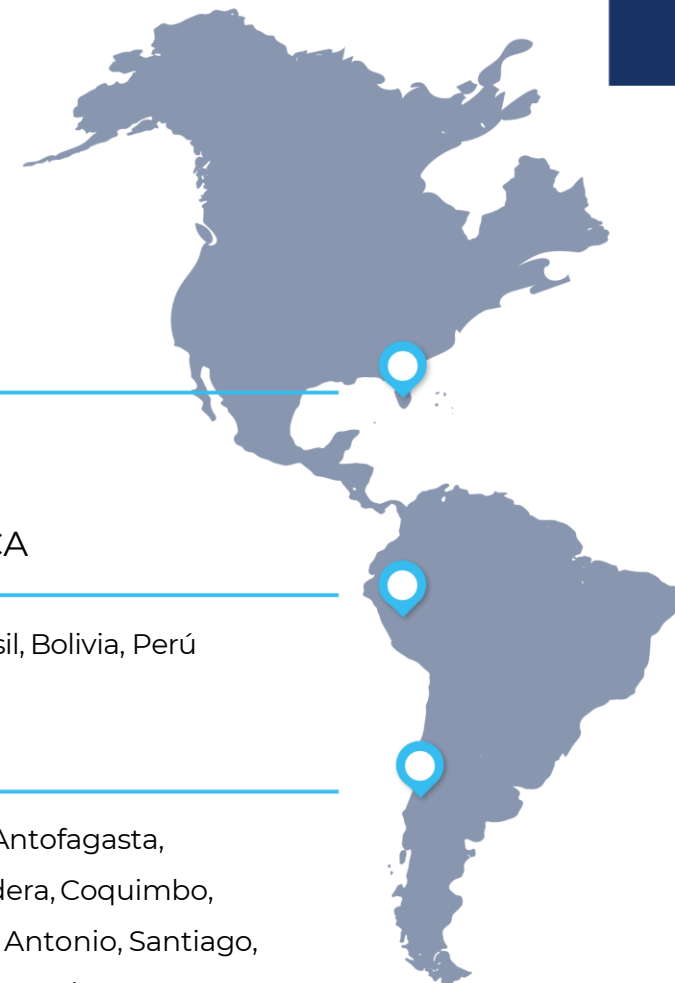 CA
sil, Bolivia, Perú
Antofagasta,
dera, Coquimbo,
Antonio, Santiago,